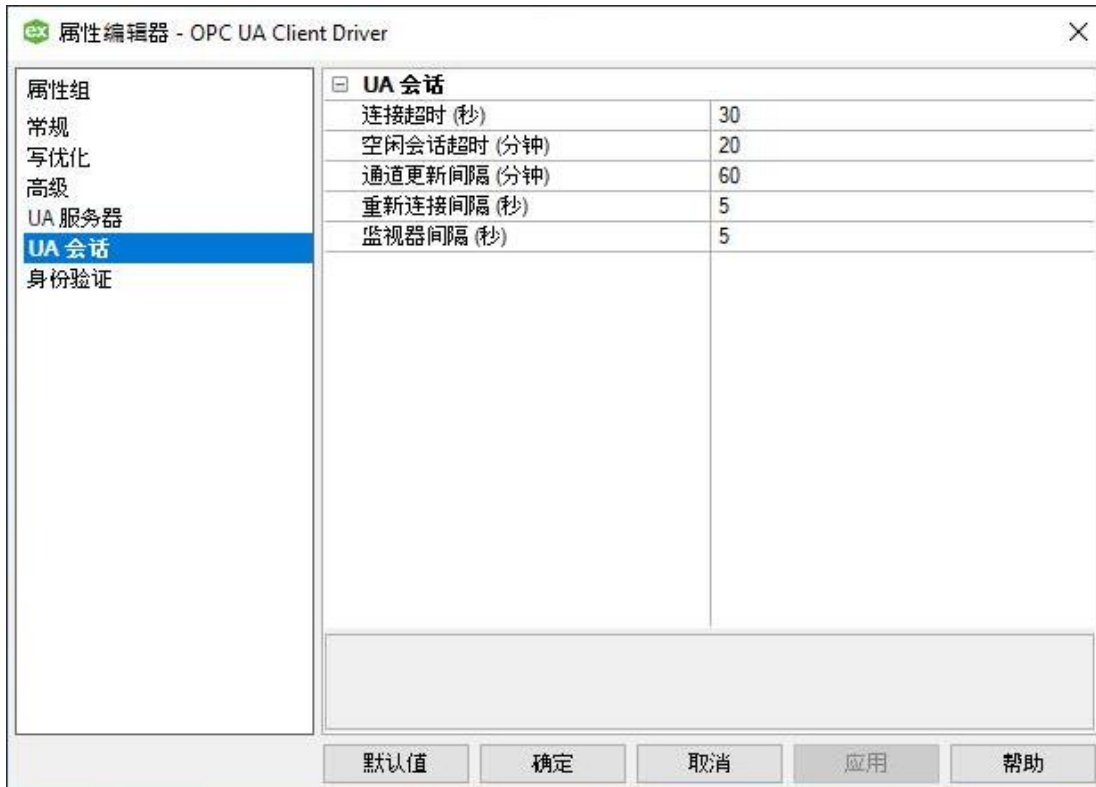 ex 属性编辑器 - OPC UA Client Driver
属性组
常规
写优化
高级
UA 服务器
UA 会话
身份验证
UA 会话
连接超时 (秒) 30
空闲会话超时 (分钟) 20
通道更新间隔 (分钟) 60
重新连接间隔 (秒) 5
监视器间隔 (秒) 5
默认值 确定 取消 应用 帮助